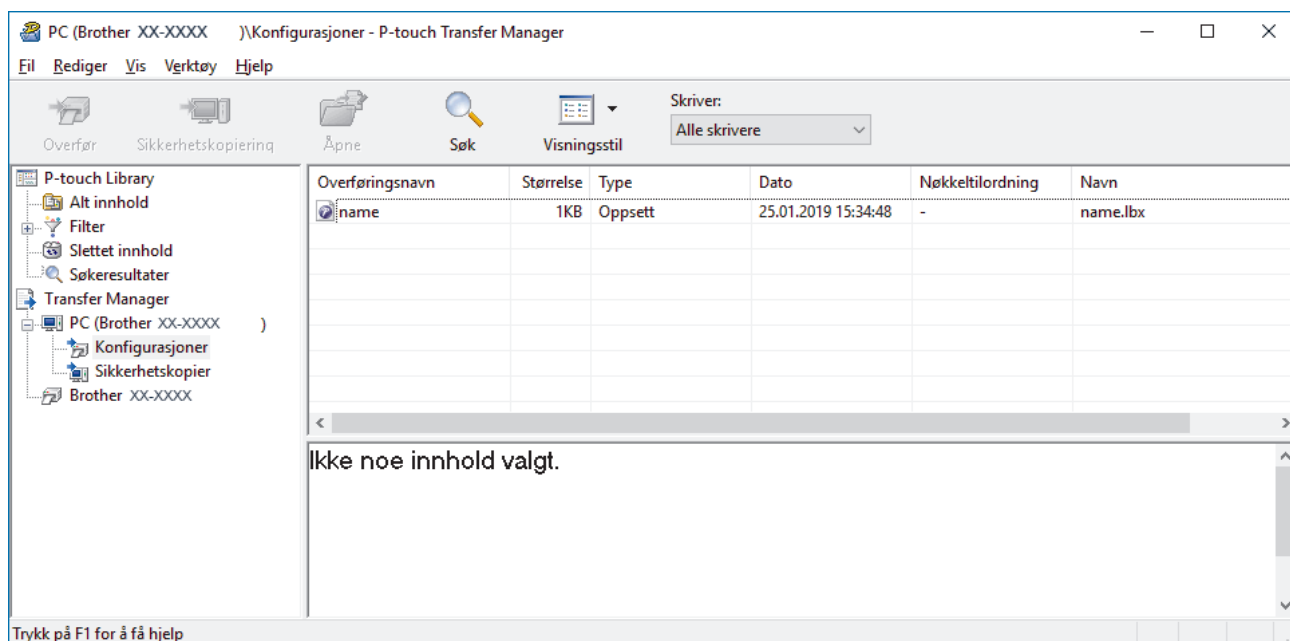 PC (Brother XX-XXXX )\Konfigurasjoner - P-touch Transfer Manager
Fil Rediger Vis Verktøy Hjelp
Overfør Sikkerhetskopiering Åpne Søk Visningsstil
Skriver:
Alle skrivere
P-touch Library
Alt innhold
Filter
Slettet innhold
Søkeresultater
Transfer Manager
PC (Brother XX-XXXX )
Konfigurasjoner
Sikkerhetskopier
Brother XX-XXXX
Overføringsnavn Størrelse Type Dato Nøkkeltilordning Navn
name 1KB Oppsett 25.01.2019 15:34:48 - name.lbx
Ikke noe innhold valgt.
Trykk på F1 for å få hjelp